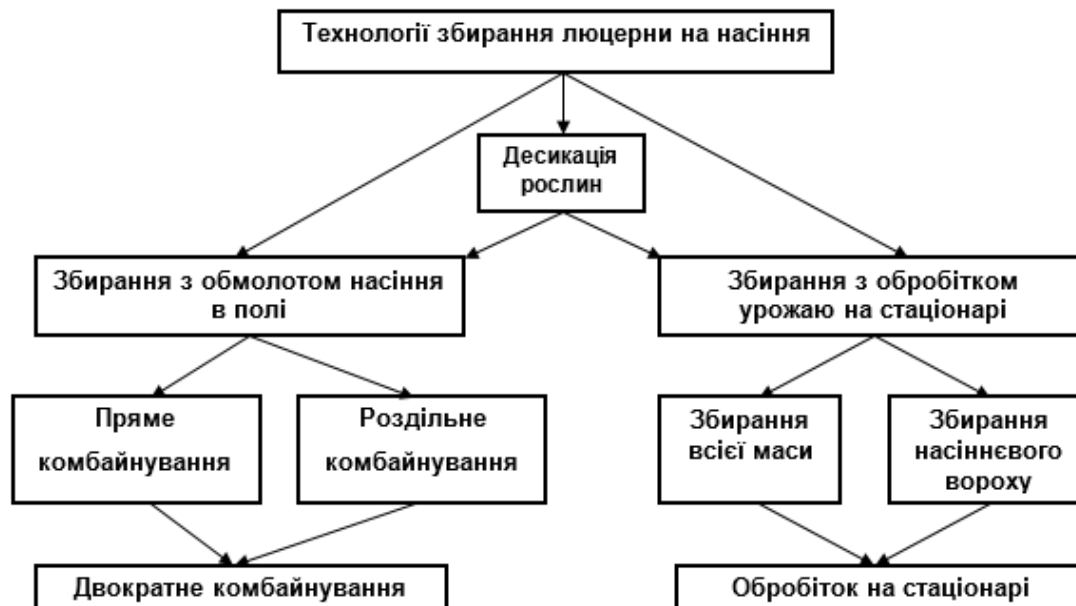 Технології збирання люцерни на насіння
Десикація
рослин
Збирання з обмолотом насіння
в полі
Збирання з обробітком
урожаю на стаціонарі
Пряме
комбайнування
Роздільне
комбайнування
Збирання
всієї маси
Збирання
насіннєвого
вороху
Двократне комбайнування
Обробіток на стаціонарі